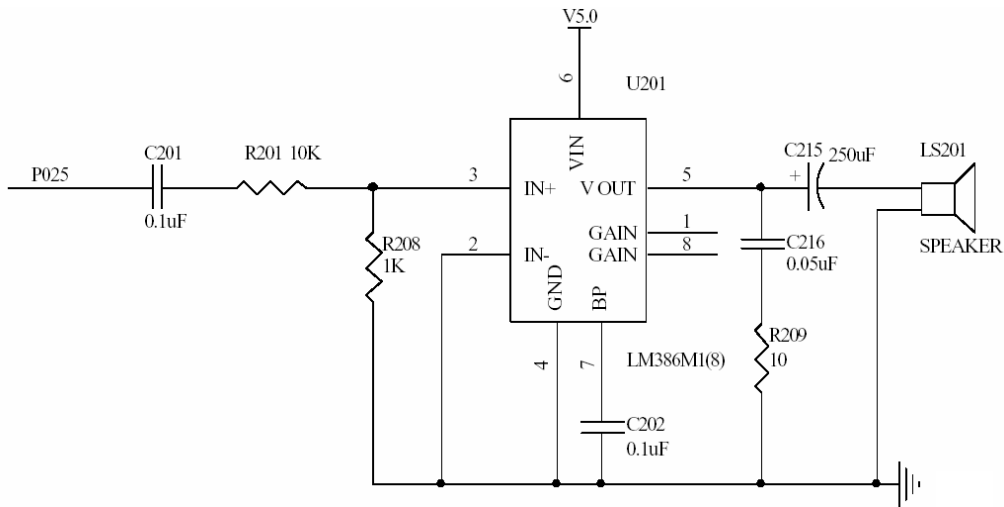 V5.0
6
U201
C201
R201 10K
C215
250uF
LS201
P025
3
VIN
5
+
IN+
V OUT
0.1uF
1
R208
1K
2
GAIN
8
C216
0.05uF
IN-
GAIN
SPEAKER
GND
BP
4
7
LM386M1(8)
R209
10
C202
0.1uF